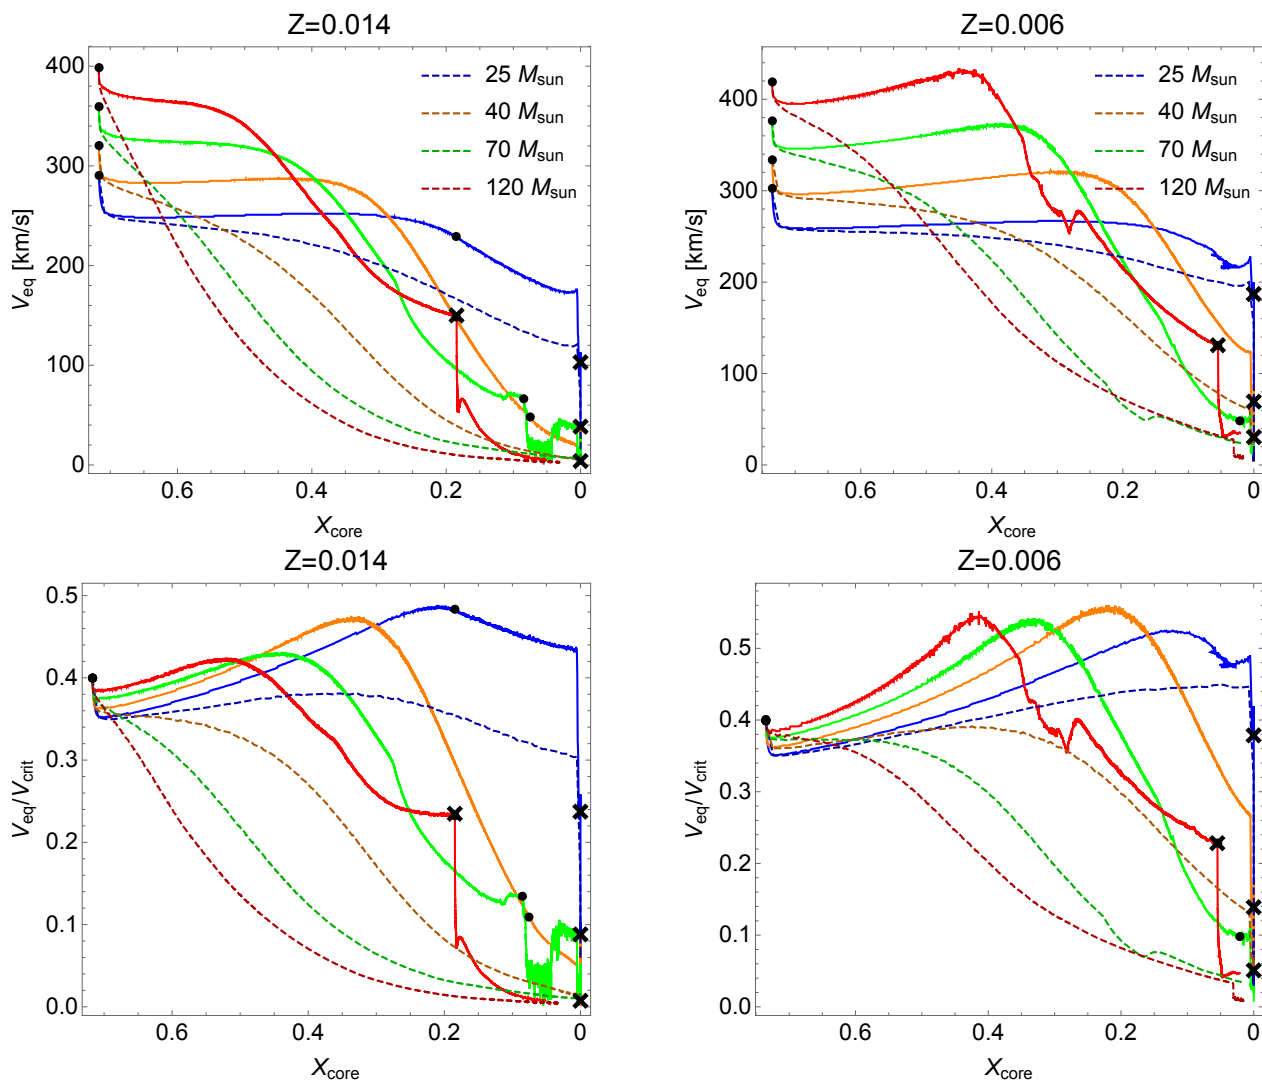 Z=0.014
400
300
200
100
0
V_eq [km/s]
25 M_sun
40 M_sun
70 M_sun
120 M_sun
0.6 0.4 0.2 0
X_core
Z=0.006
400
300
200
100
0
V_eq [km/s]
25 M_sun
40 M_sun
70 M_sun
120 M_sun
0.6 0.4 0.2 0
X_core
Z=0.014
0.5
0.4
0.3
0.2
0.1
0.0
V_eq/V_crit
0.6 0.4 0.2 0
X_core
Z=0.006
0.5
0.4
0.3
0.2
0.1
0.0
V_eq/V_crit
0.6 0.4 0.2 0
X_core